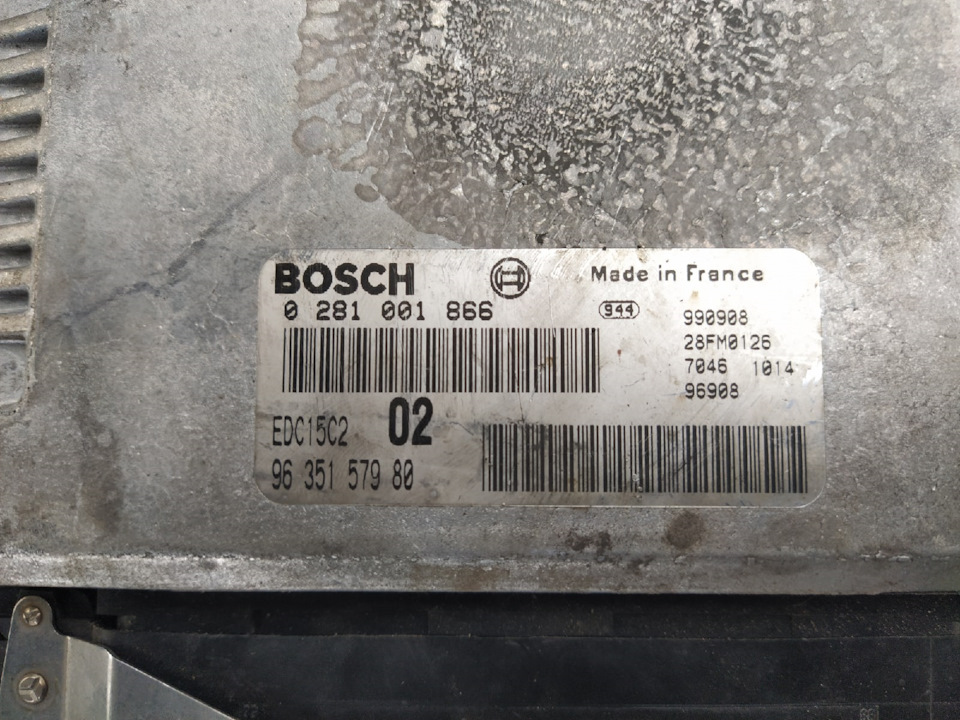 BOSCH Made in France
0 281 001 866 944 990908
28FM0126
7046 1014
96908
EDC15C2 02
96 351 579 80